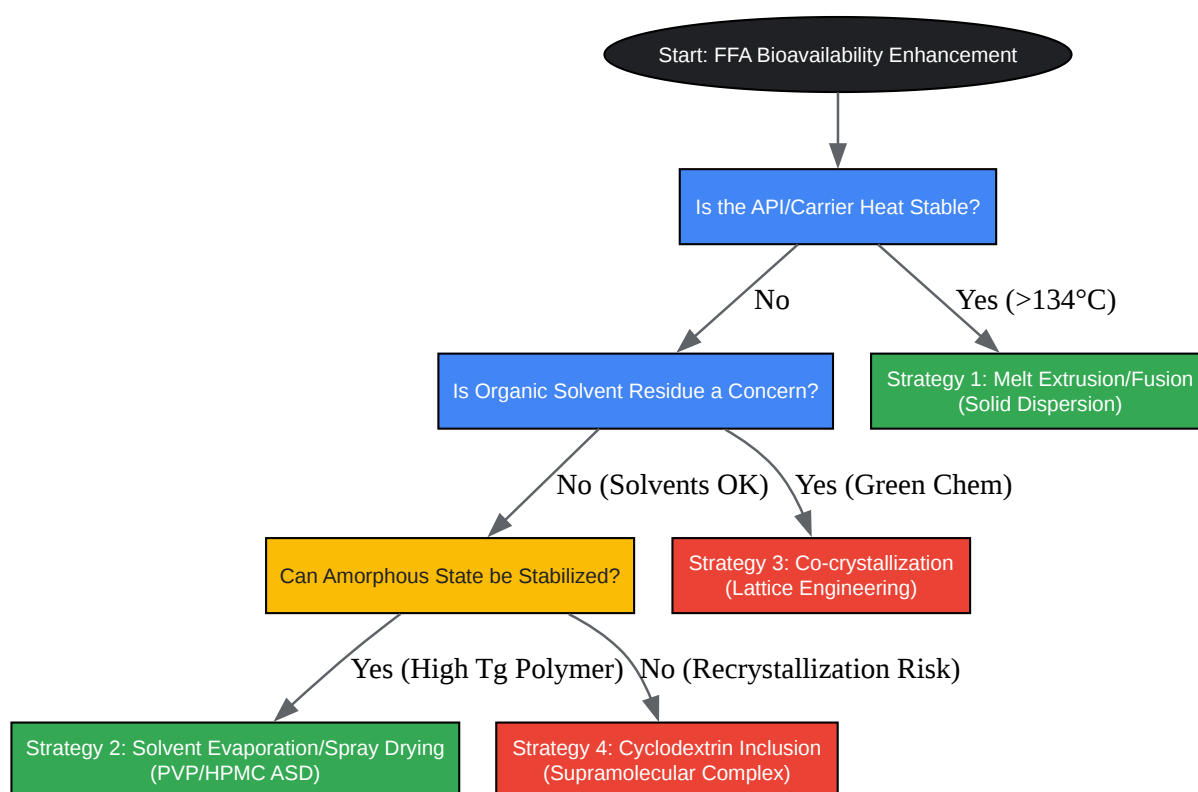 Start: FFA Bioavailability Enhancement
Is the API/Carrier Heat Stable?
No
Yes (>134°C)
Is Organic Solvent Residue a Concern?
Strategy 1: Melt Extrusion/Fusion
(Solid Dispersion)
No (Solvents OK)
Yes (Green Chem)
Can Amorphous State be Stabilized?
Strategy 3: Co-crystallization
(Lattice Engineering)
Yes (High Tg Polymer)
No (Recrystallization Risk)
Strategy 2: Solvent Evaporation/Spray Drying
(PVP/HPMC ASD)
Strategy 4: Cyclodextrin Inclusion
(Supramolecular Complex)